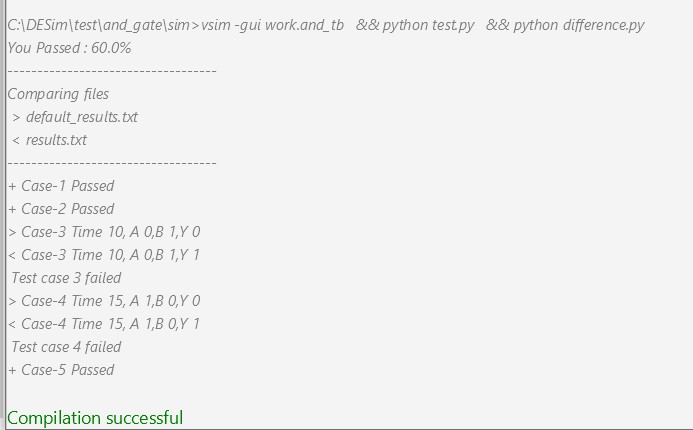 C:\DESim\test\and_gate\sim>vsim -gui work.and_tb && python test.py && python difference.py
You Passed : 60.0%
-----------------------------------
Comparing files
> default_results.txt
< results.txt
-----------------------------------
+ Case-1 Passed
+ Case-2 Passed
> Case-3 Time 10, A 0,B 1,Y 0
< Case-3 Time 10, A 0,B 1,Y 1
Test case 3 failed
> Case-4 Time 15, A 1,B 0,Y 0
< Case-4 Time 15, A 1,B 0,Y 1
Test case 4 failed
+ Case-5 Passed
Compilation successful